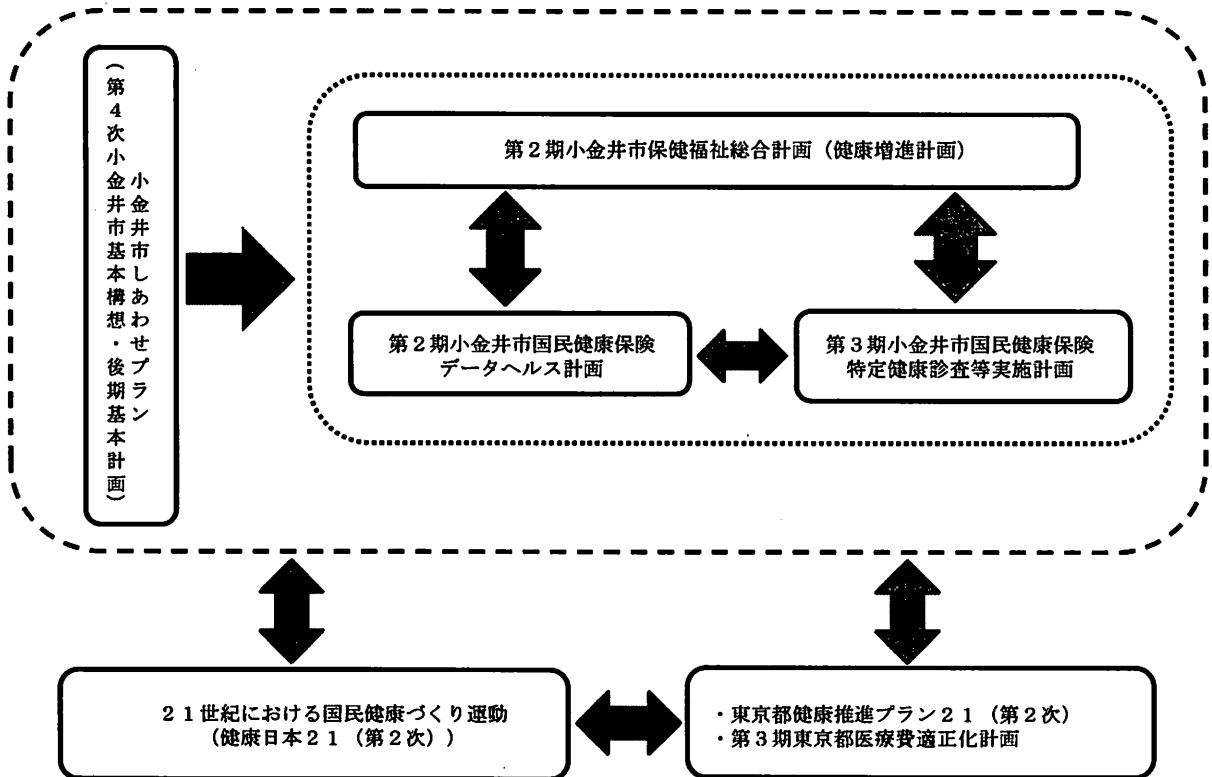 小金井市しあわせプラン
（第４次小金井市基本構想・後期基本計画）
第２期小金井市保健福祉総合計画（健康増進計画）
第２期小金井市国民健康保険
データヘルス計画
第３期小金井市国民健康保険
特定健康診査等実施計画
２１世紀における国民健康づくり運動
（健康日本２１（第２次））
・東京都健康推進プラン２１（第２次）
・第３期東京都医療費適正化計画